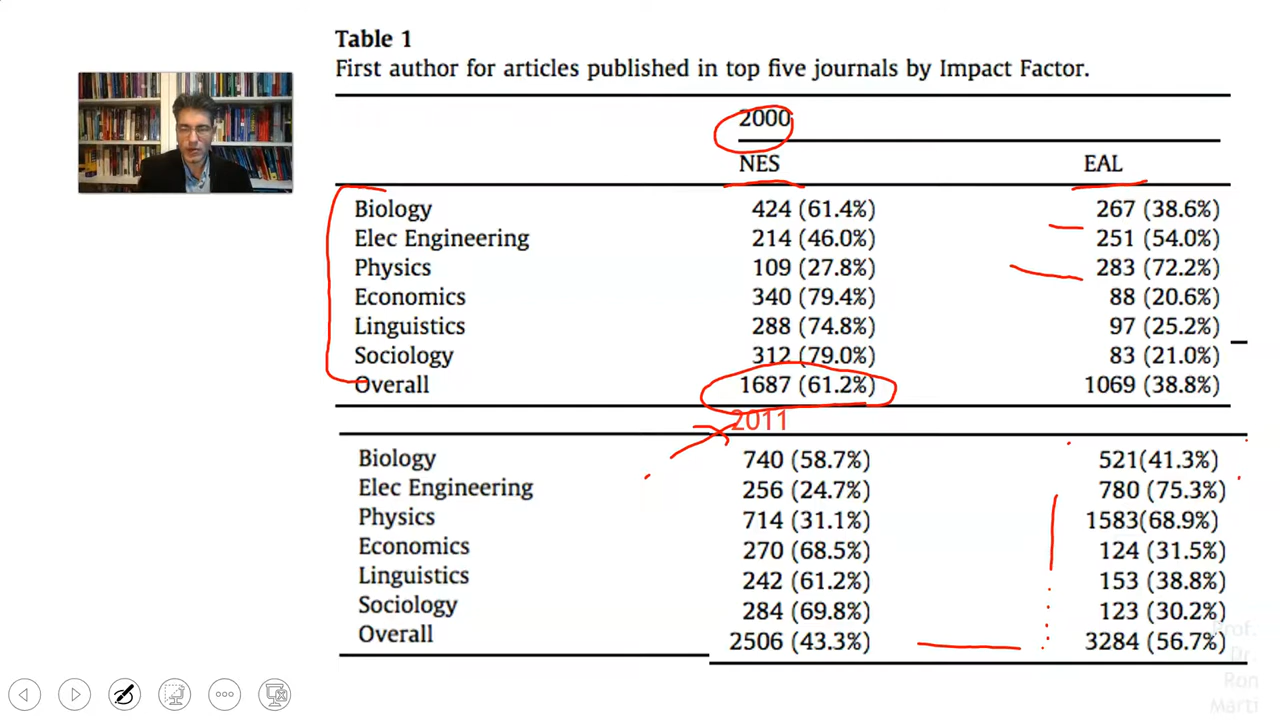 Table 1
First author for articles published in top five journals by Impact Factor.
2000
NES EAL
Biology 424 (61.4%) 267 (38.6%)
Elec Engineering 214 (46.0%) 251 (54.0%)
Physics 109 (27.8%) 283 (72.2%)
Economics 340 (79.4%) 88 (20.6%)
Linguistics 288 (74.8%) 97 (25.2%)
Sociology 312 (79.0%) 83 (21.0%)
Overall 1687 (61.2%) 1069 (38.8%)
2011
Biology 740 (58.7%) 521(41.3%)
Elec Engineering 256 (24.7%) 780 (75.3%)
Physics 714 (31.1%) 1583(68.9%)
Economics 270 (68.5%) 124 (31.5%)
Linguistics 242 (61.2%) 153 (38.8%)
Sociology 284 (69.8%) 123 (30.2%)
Overall 2506 (43.3%) 3284 (56.7%)
Prof.
Dr.
Ron
Marti